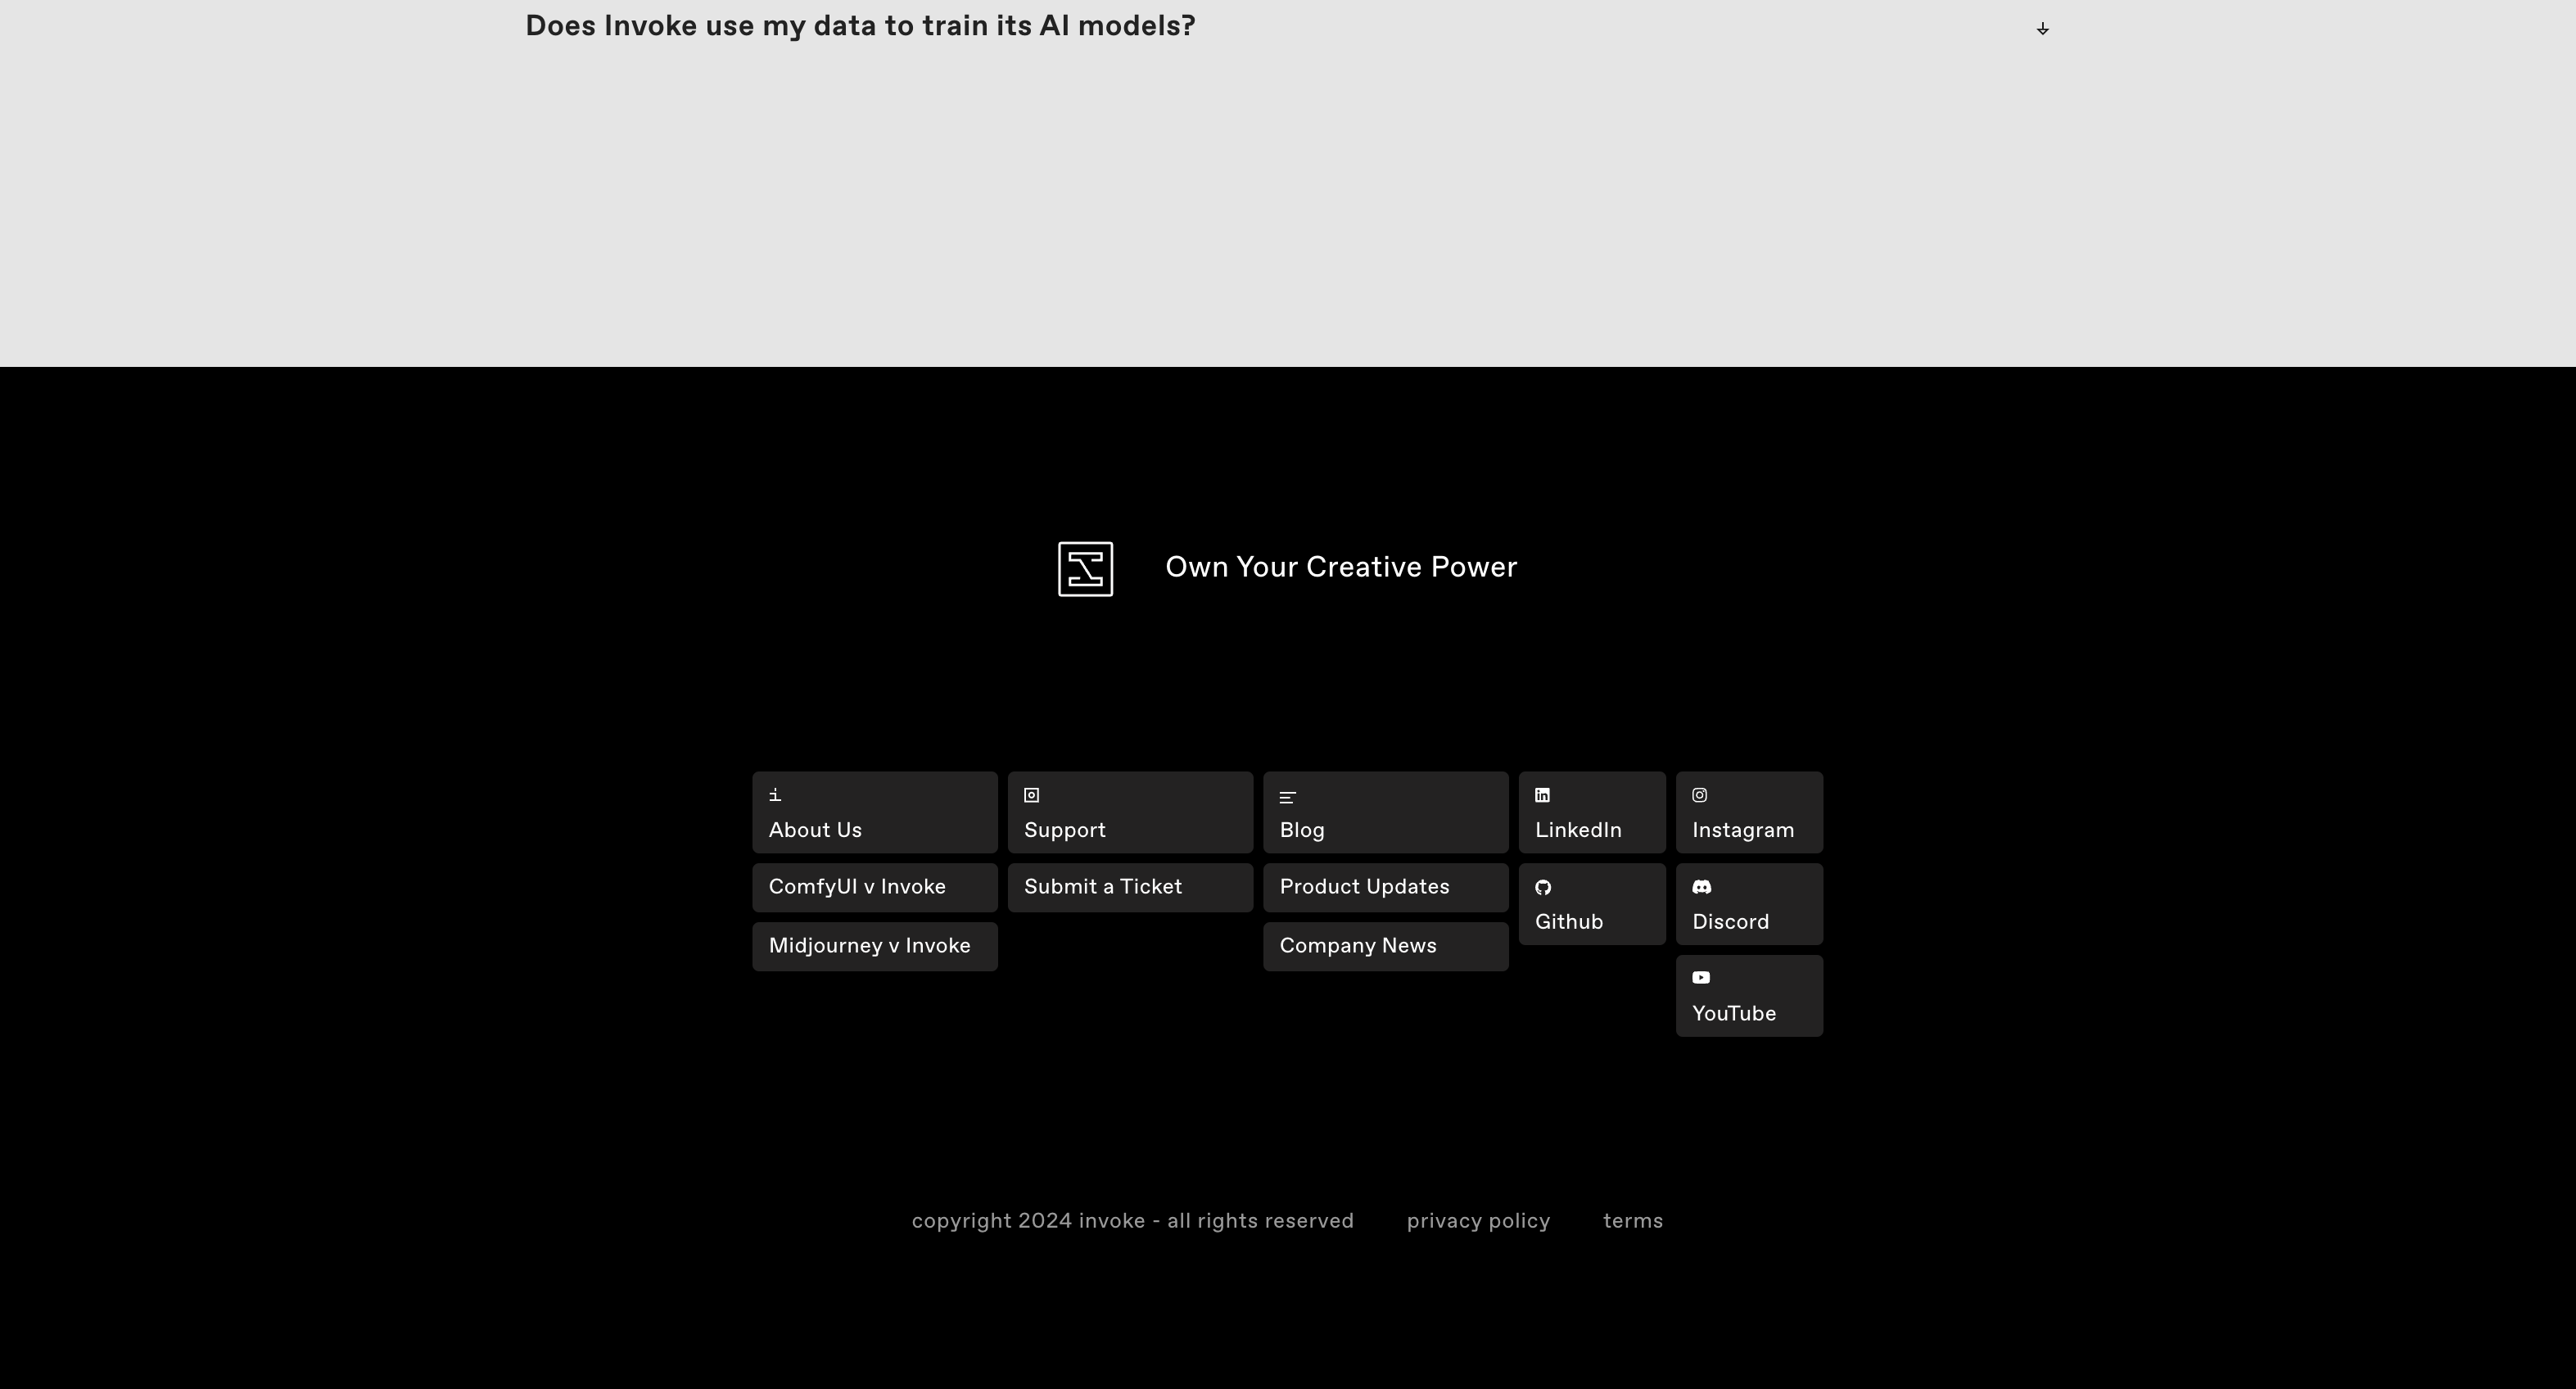 Does Invoke use my data to train its AI models?
Own Your Creative Power
About Us
ComfyUI v Invoke
Midjourney v Invoke
Support
Submit a Ticket
Blog
Product Updates
Company News
LinkedIn
Github
Instagram
Discord
YouTube
copyright 2024 invoke - all rights reserved
privacy policy
terms